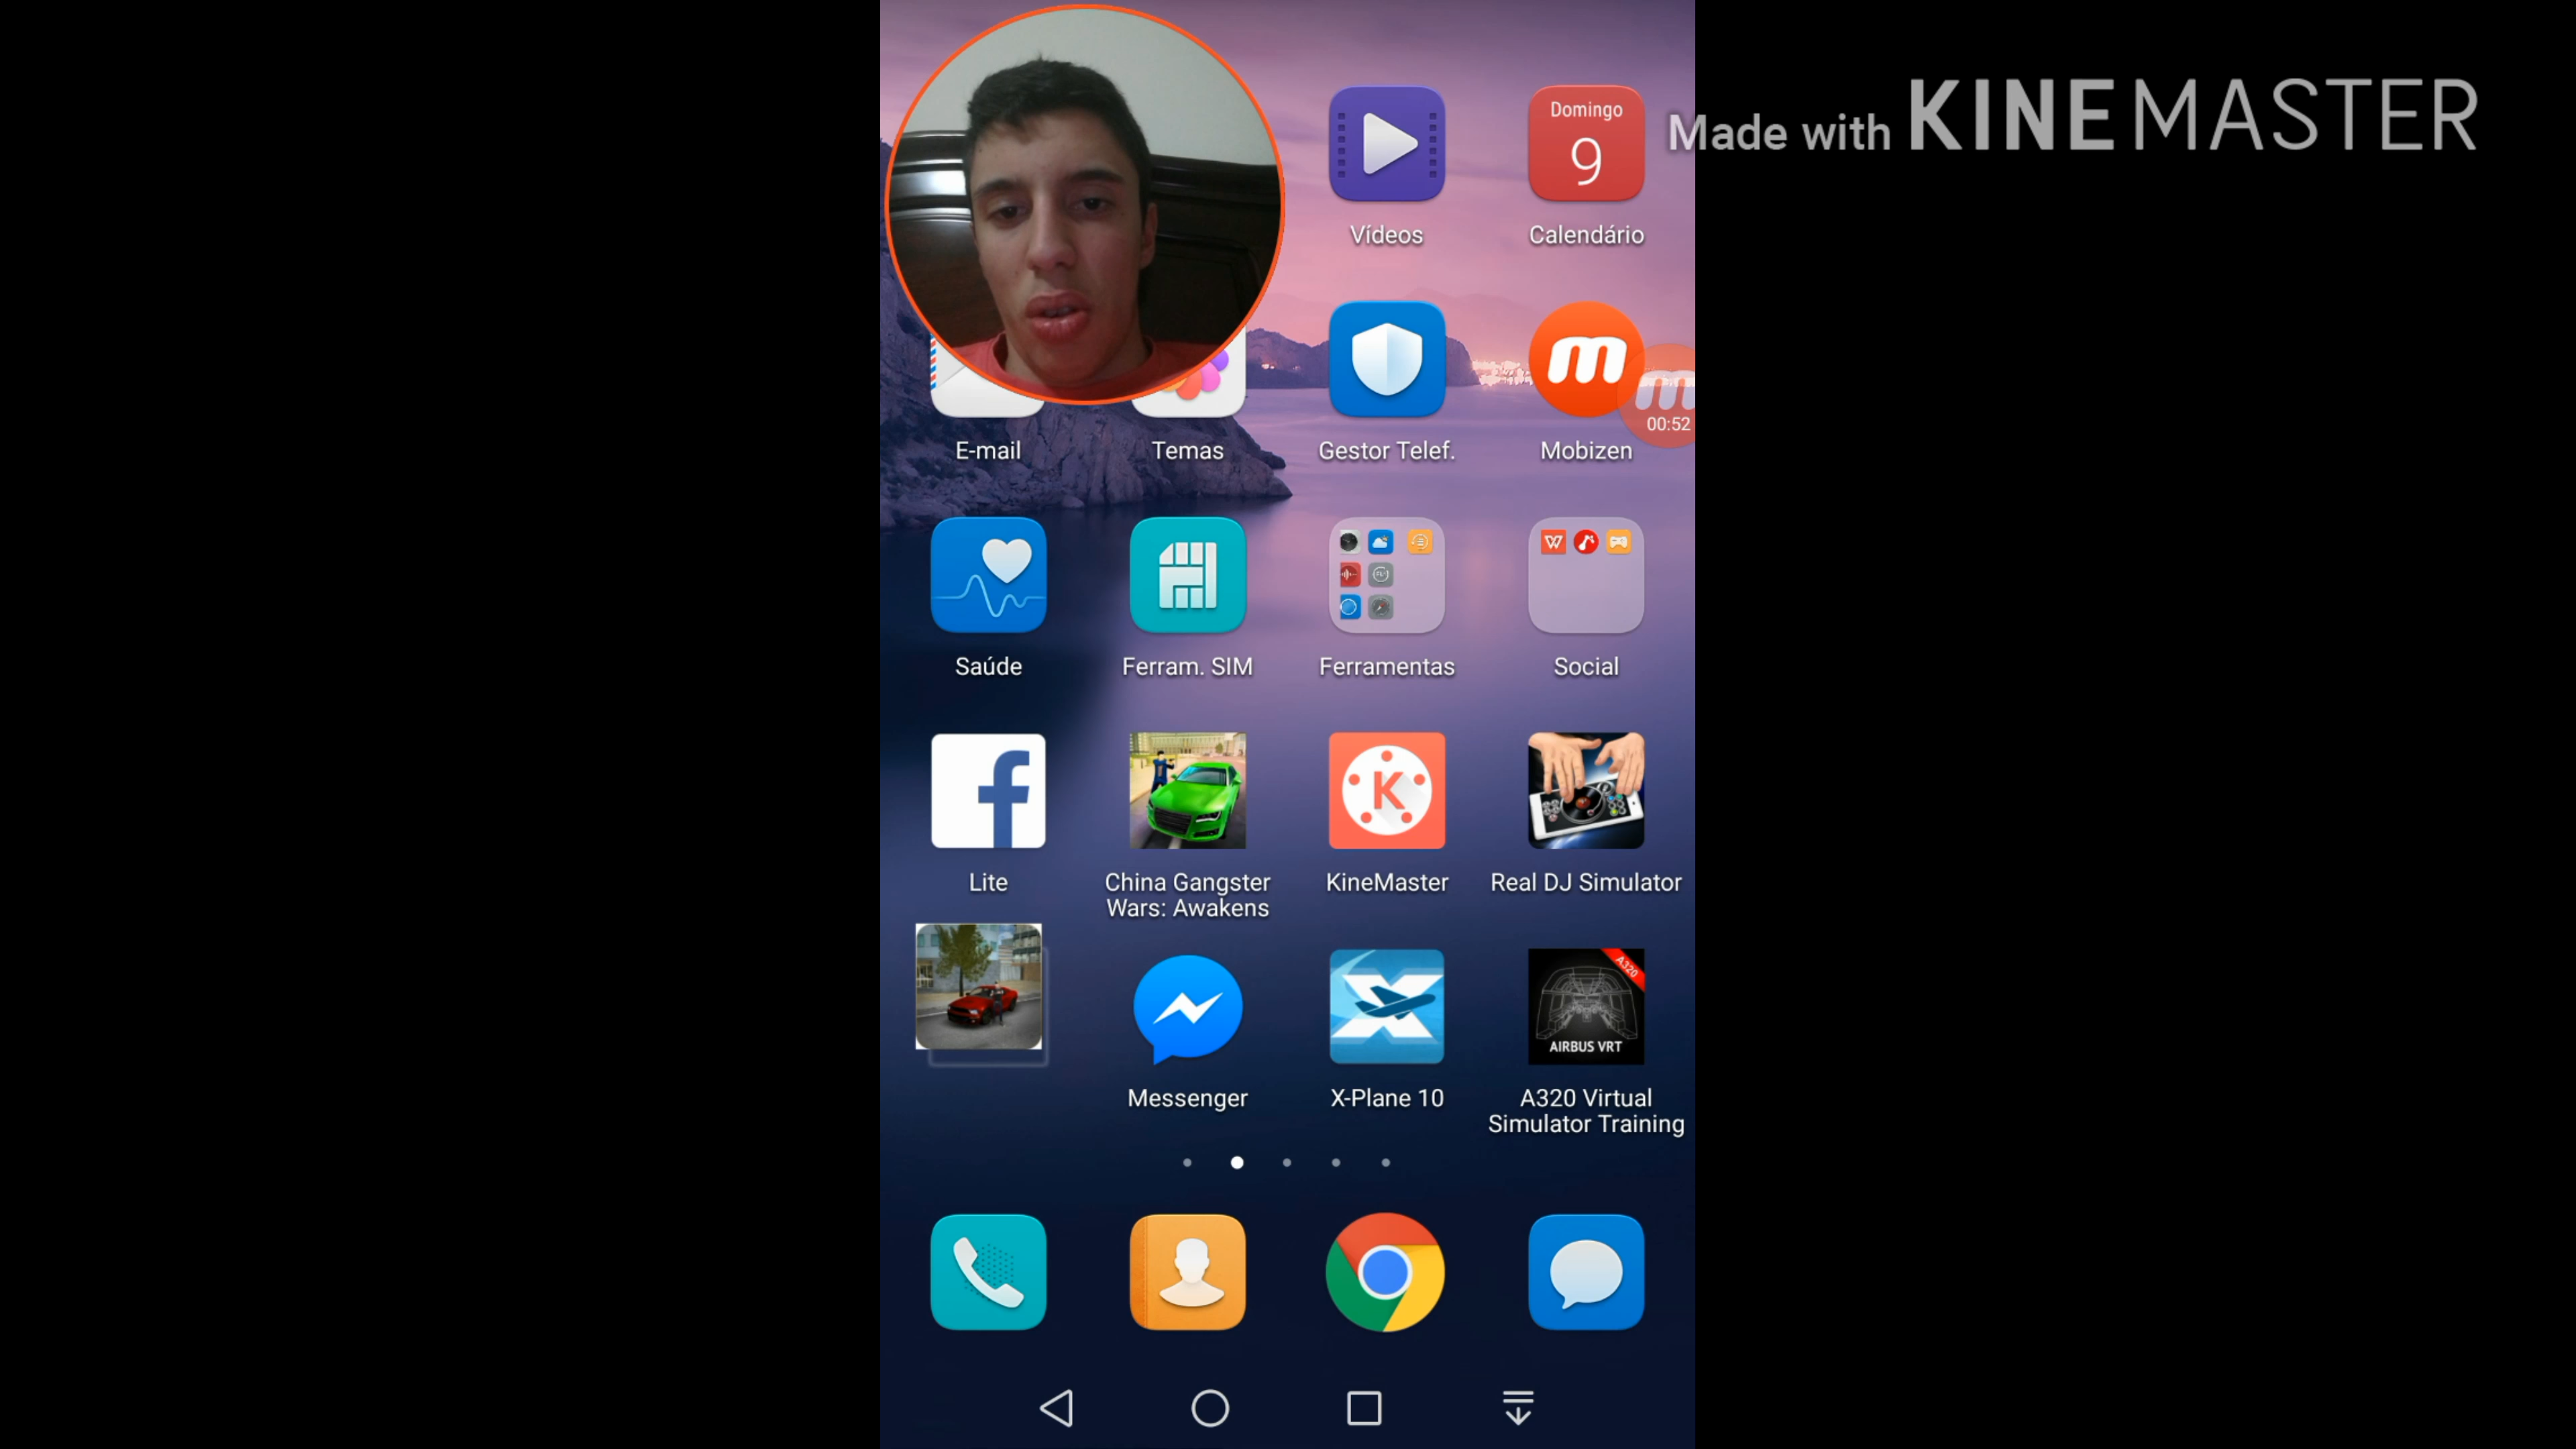 Made with KINEMASTER
Domingo
9
Vídeos
Calendário
m
m
00:52
E-mail
Temas
Gestor Telef.
Mobizen
W
Saúde
Ferram. SIM
Ferramentas
Social
f
K
Lite
China Gangster
Wars: Awakens
KineMaster
Real DJ Simulator
X
A320
AIRBUS VRT
Messenger
X-Plane 10
A320 Virtual
Simulator Training